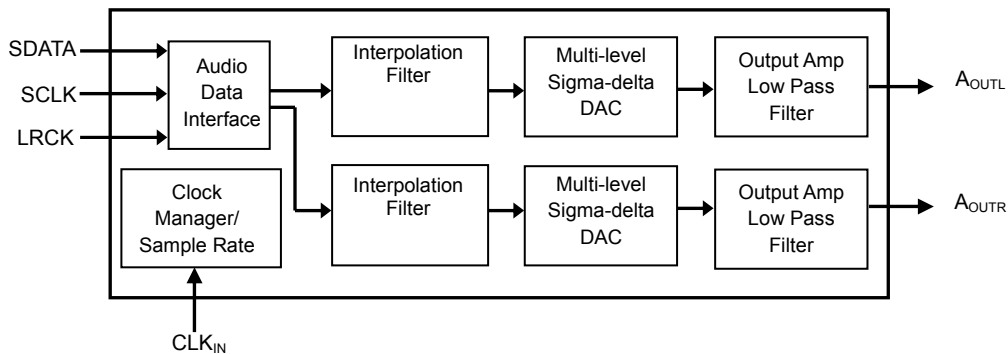 SDATA
SCLK
LRCK
Audio
Data
Interface
Interpolation
Filter
Multi-level
Sigma-delta
DAC
Output Amp
Low Pass
Filter
AOUTL
Clock
Manager/
Sample Rate
Interpolation
Filter
Multi-level
Sigma-delta
DAC
Output Amp
Low Pass
Filter
AOUTR
CLKIN